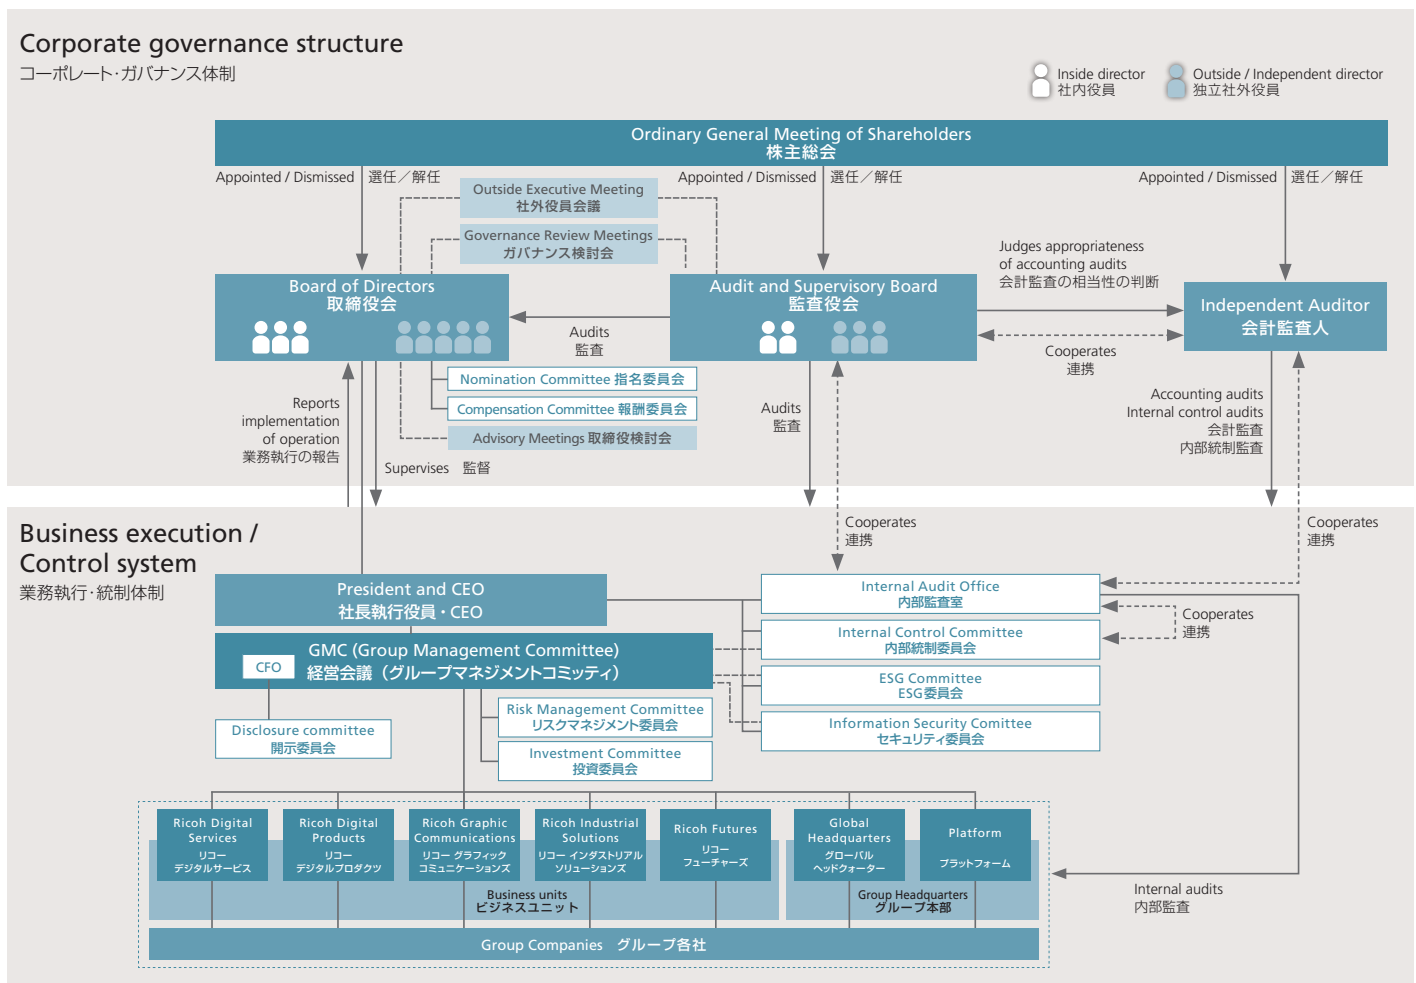 Corporate governance structure
コーポレート・ガバナンス体制
Inside director
社内役員
Outside / Independent director
独立社外役員
Ordinary General Meeting of Shareholders
株主総会
Appointed / Dismissed 選任／解任
Appointed / Dismissed 選任／解任
Appointed / Dismissed 選任／解任
Outside Executive Meeting
社外役員会議
Governance Review Meetings
ガバナンス検討会
Judges appropriateness
of accounting audits
会計監査の相当性の判断
Board of Directors
取締役会
Audit and Supervisory Board
監査役会
Independent Auditor
会計監査人
Audits
監査
Cooperates
連携
Nomination Committee 指名委員会
Compensation Committee 報酬委員会
Advisory Meetings 取締役検討会
Reports
implementation
of operation
業務執行の報告
Supervises 監督
Audits
監査
Accounting audits
Internal control audits
会計監査
内部統制監査
Business execution /
Control system
業務執行・統制体制
Cooperates
連携
Cooperates
連携
President and CEO
社長執行役員・CEO
Internal Audit Office
内部監査室
Cooperates
連携
GMC (Group Management Committee)
経営会議（グループマネジメントコミッティ）
CFO
Internal Control Committee
内部統制委員会
ESG Committee
ESG委員会
Information Security Comittee
セキュリティ委員会
Disclosure committee
開示委員会
Risk Management Committee
リスクマネジメント委員会
Investment Committee
投資委員会
Ricoh Digital
Services
リコー
デジタルサービス
Ricoh Digital
Products
リコー
デジタルプロダクツ
Ricoh Graphic
Communications
リコー グラフィック
コミュニケーションズ
Ricoh Industrial
Solutions
リコー インダストリアル
ソリューションズ
Ricoh Futures
リコー
フューチャーズ
Global
Headquarters
グローバル
ヘッドクォーター
Platform
プラットフォーム
Business units
ビジネスユニット
Group Headquarters
グループ本部
Internal audits
内部監査
Group Companies グループ各社